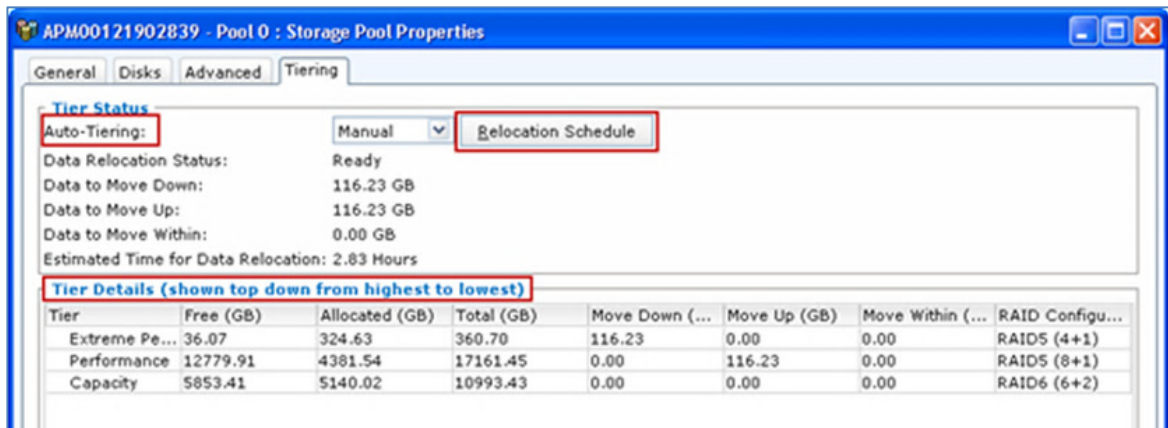 APM00121902839 - Pool 0 : Storage Pool Properties
General Disks Advanced Tiering
Tier Status
Auto-Tiering: Manual Relocation Schedule
Data Relocation Status: Ready
Data to Move Down: 116.23 GB
Data to Move Up: 116.23 GB
Data to Move Within: 0.00 GB
Estimated Time for Data Relocation: 2.83 Hours
Tier Details (shown top down from highest to lowest)
Tier Free (GB) Allocated (GB) Total (GB) Move Down (... Move Up (GB) Move Within (... RAID Configu...
Extreme Pe... 36.07 324.63 360.70 116.23 0.00 0.00 RAID5 (4+1)
Performance 12779.91 4381.54 17161.45 0.00 116.23 0.00 RAID5 (8+1)
Capacity 5853.41 5140.02 10993.43 0.00 0.00 0.00 RAID6 (6+2)